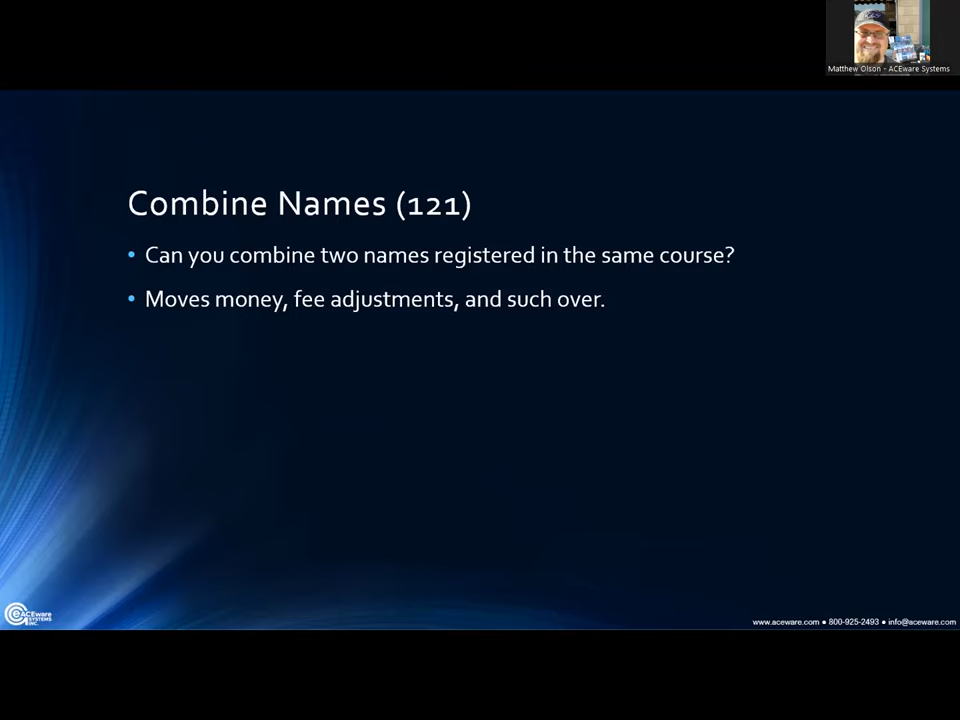 Matthew Olson - ACEware Systems
Combine Names (121)
• Can you combine two names registered in the same course?
• Moves money, fee adjustments, and such over.
ACEware
SYSTEMS
INC.
www.aceware.com ● 800-925-2493 ● info@aceware.com